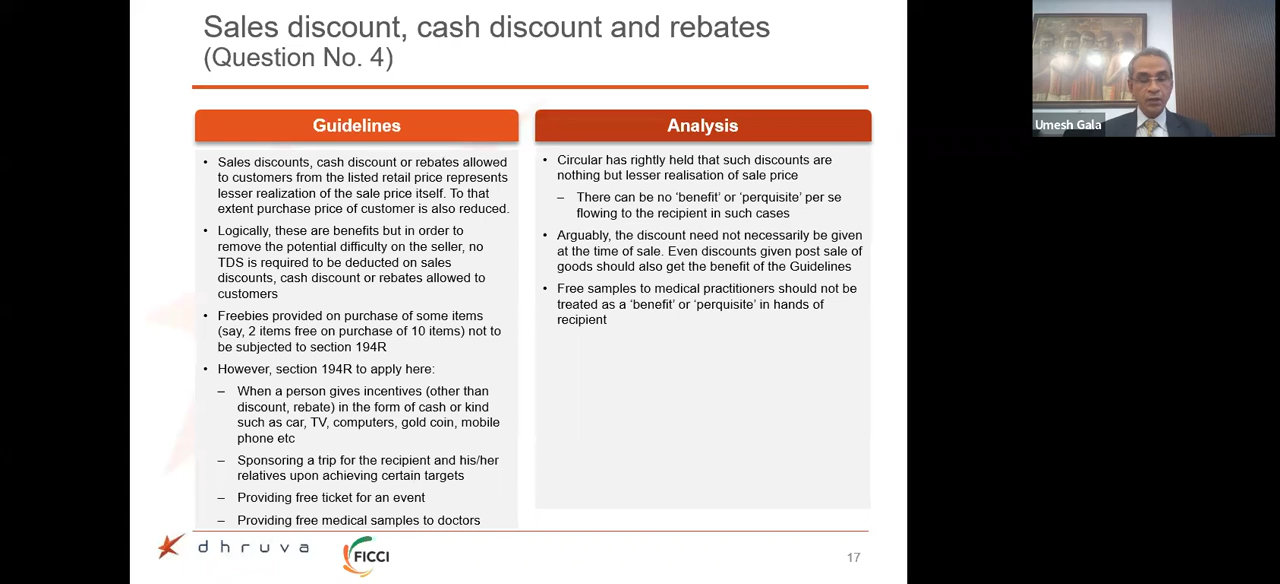 Sales discount, cash discount and rebates
(Question No. 4)
Guidelines
• Sales discounts, cash discount or rebates allowed
to customers from the listed retail price represents
lesser realization of the sale price itself. To that
extent purchase price of customer is also reduced.
• Logically, these are benefits but in order to
remove the potential difficulty on the seller, no
TDS is required to be deducted on sales
discounts, cash discount or rebates allowed to
customers
• Freebies provided on purchase of some items
(say, 2 items free on purchase of 10 items) not to
be subjected to section 194R
• However, section 194R to apply here:
– When a person gives incentives (other than
discount, rebate) in the form of cash or kind
such as car, TV, computers, gold coin, mobile
phone etc
– Sponsoring a trip for the recipient and his/her
relatives upon achieving certain targets
– Providing free ticket for an event
– Providing free medical samples to doctors
Analysis
• Circular has rightly held that such discounts are
nothing but lesser realisation of sale price
– There can be no ‘benefit’ or ‘perquisite’ per se
flowing to the recipient in such cases
• Arguably, the discount need not necessarily be given
at the time of sale. Even discounts given post sale of
goods should also get the benefit of the Guidelines
• Free samples to medical practitioners should not be
treated as a ‘benefit’ or ‘perquisite’ in hands of
recipient
dhruva
FICCI
17
Umesh Gala